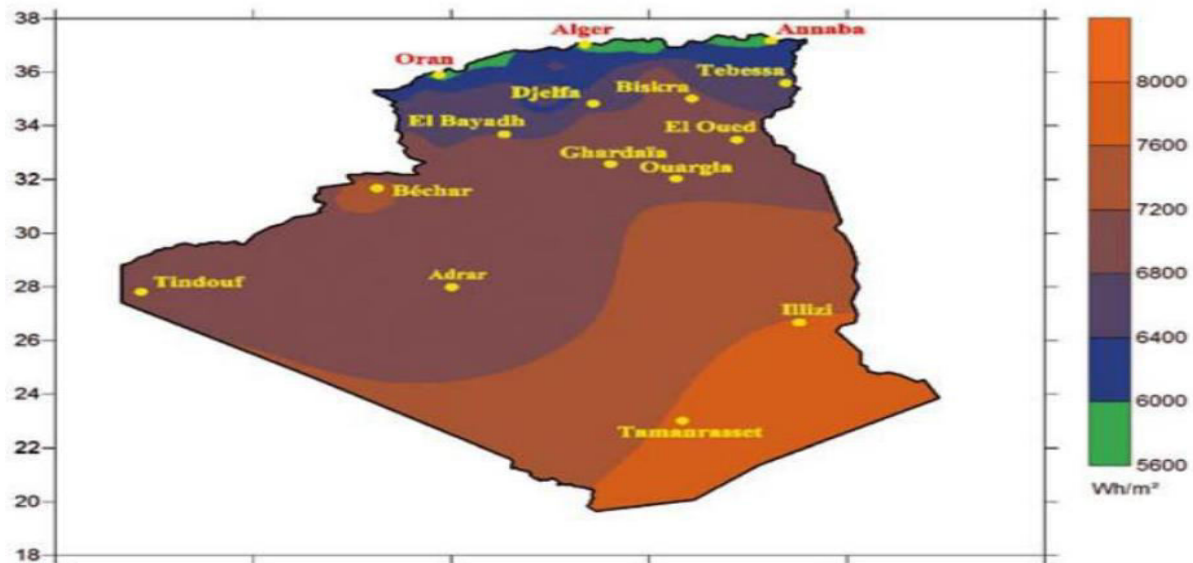 38
36
34
32
30
28
26
24
22
20
18
Alger
Annaba
Oran
Tebessa
Djelfa
Biskra
El Bayadh
El Oued
Ghardaïa
Ouargla
Béchar
Tindouf
Adrar
Illizi
Tamanrasset
8000
7600
7200
6800
6400
6000
5600
Wh/m²